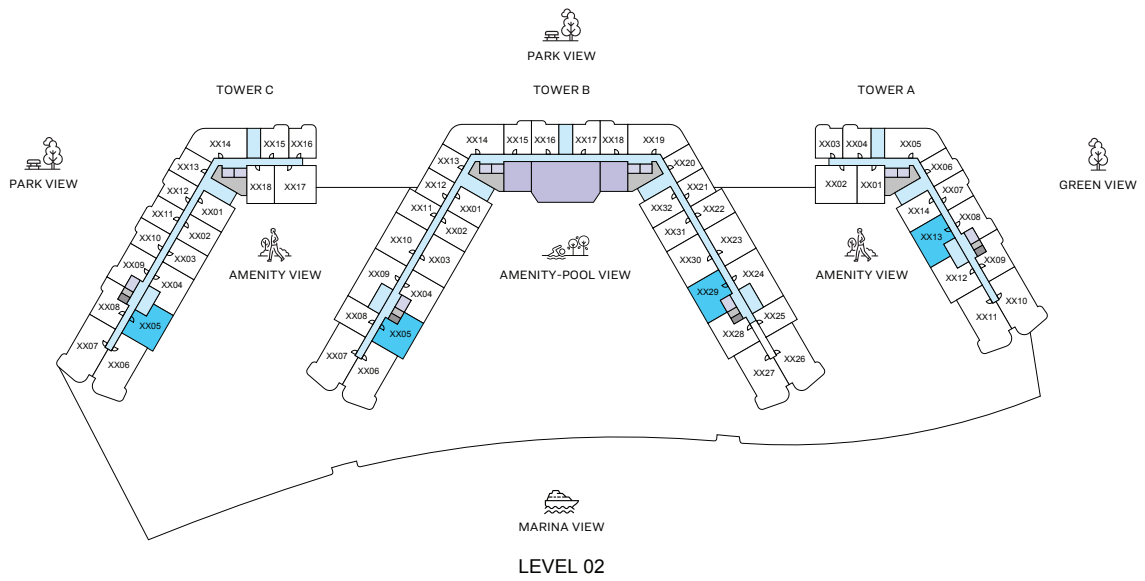 PARK VIEW
TOWER C
TOWER B
TOWER A
PARK VIEW
GREEN VIEW
XX14
XX15
XX16
XX13
XX18
XX17
XX12
XX01
XX11
XX02
XX10
XX03
XX09
XX04
XX08
XX05
XX07
XX06
AMENITY VIEW
XX14
XX15
XX16
XX17
XX18
XX19
XX13
XX20
XX12
XX21
XX11
XX01
XX32
XX22
XX10
XX02
XX31
XX23
XX03
XX30
XX09
XX04
XX29
XX24
XX08
XX05
XX28
XX25
XX07
XX06
XX27
XX26
AMENITY-POOL VIEW
AMENITY VIEW
XX03
XX04
XX05
XX02
XX01
XX06
XX07
XX14
XX08
XX13
XX09
XX12
XX10
XX11
MARINA VIEW
LEVEL 02